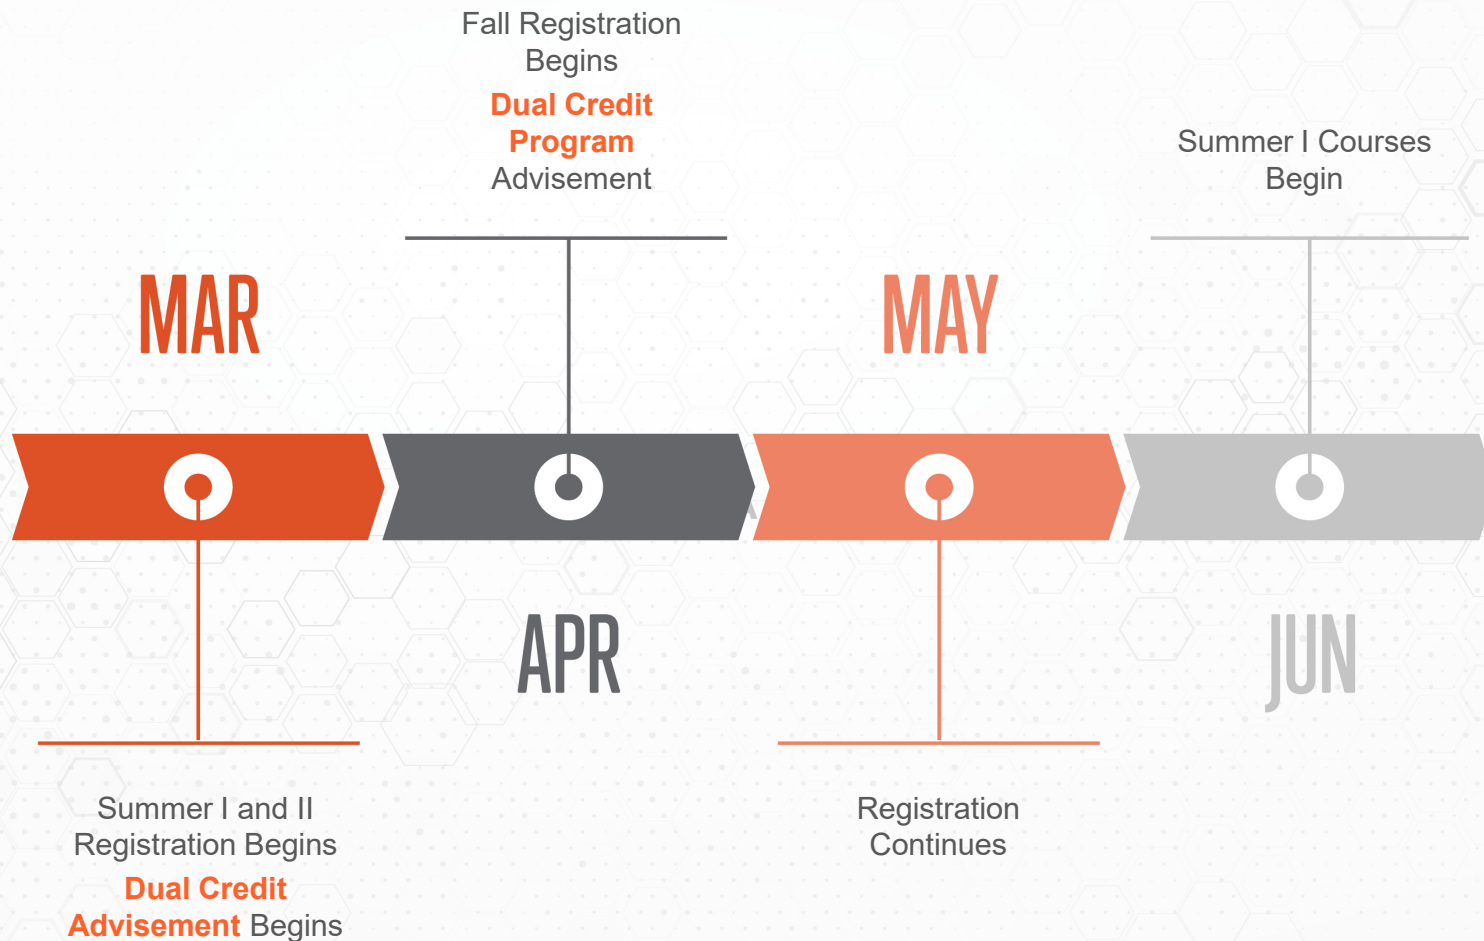 Fall Registration
Begins
Dual Credit
Program
Advisement
Summer I Courses
Begin
MAR
MAY
APR
JUN
Summer I and II
Registration Begins
Dual Credit
Advisement Begins
Registration
Continues